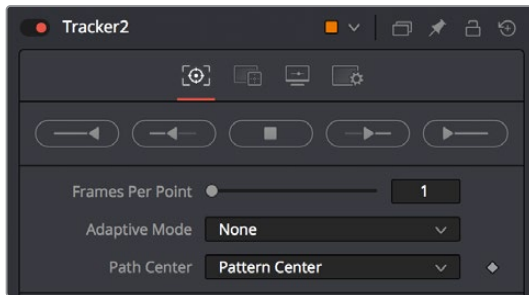 Tracker2
Frames Per Point 1
Adaptive Mode None
Path Center Pattern Center